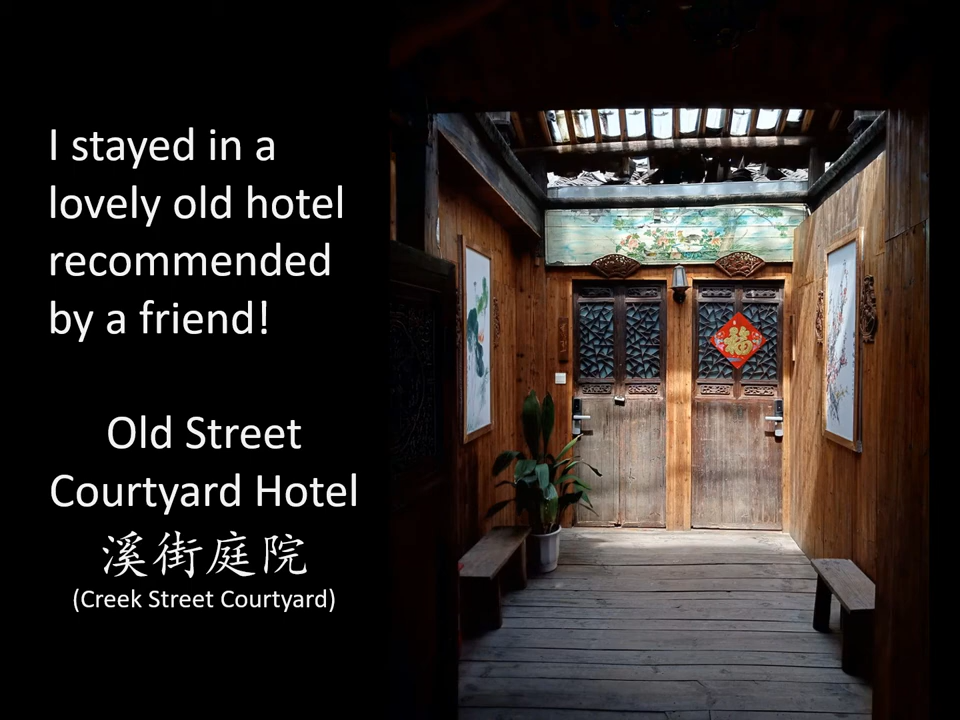 I stayed in a
lovely old hotel
recommended
by a friend!
Old Street
Courtyard Hotel
溪街庭院
(Creek Street Courtyard)
福